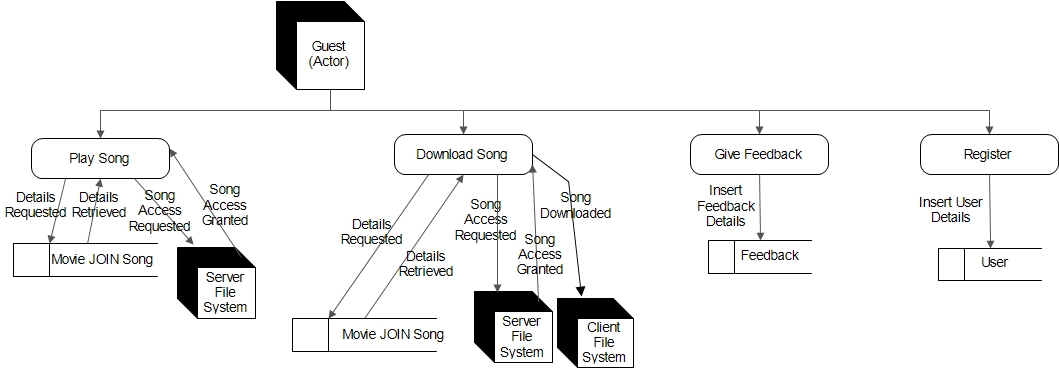 Guest
(Actor)
Play Song
Download Song
Give Feedback
Register
Details
Requested
Details
Retrieved
Song
Access
Requested
Song
Access
Granted
Movie JOIN Song
Server
File
System
Details
Requested
Details
Retrieved
Song
Access
Requested
Song
Access
Granted
Song
Downloaded
Movie JOIN Song
Server
File
System
Client
File
System
Insert
Feedback
Details
Feedback
Insert User
Details
User